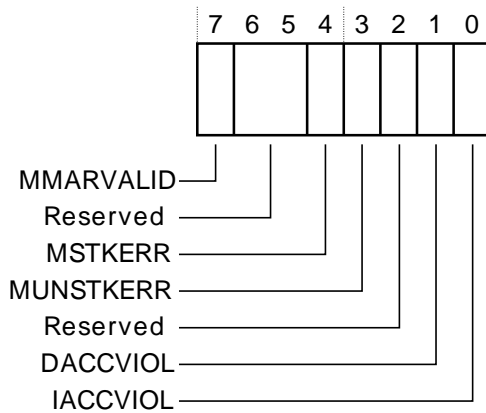 7 6 5 4 3 2 1 0
MMARVALID
Reserved
MSTKERR
MUNSTKERR
Reserved
DACCVIOL
IACCVIOL